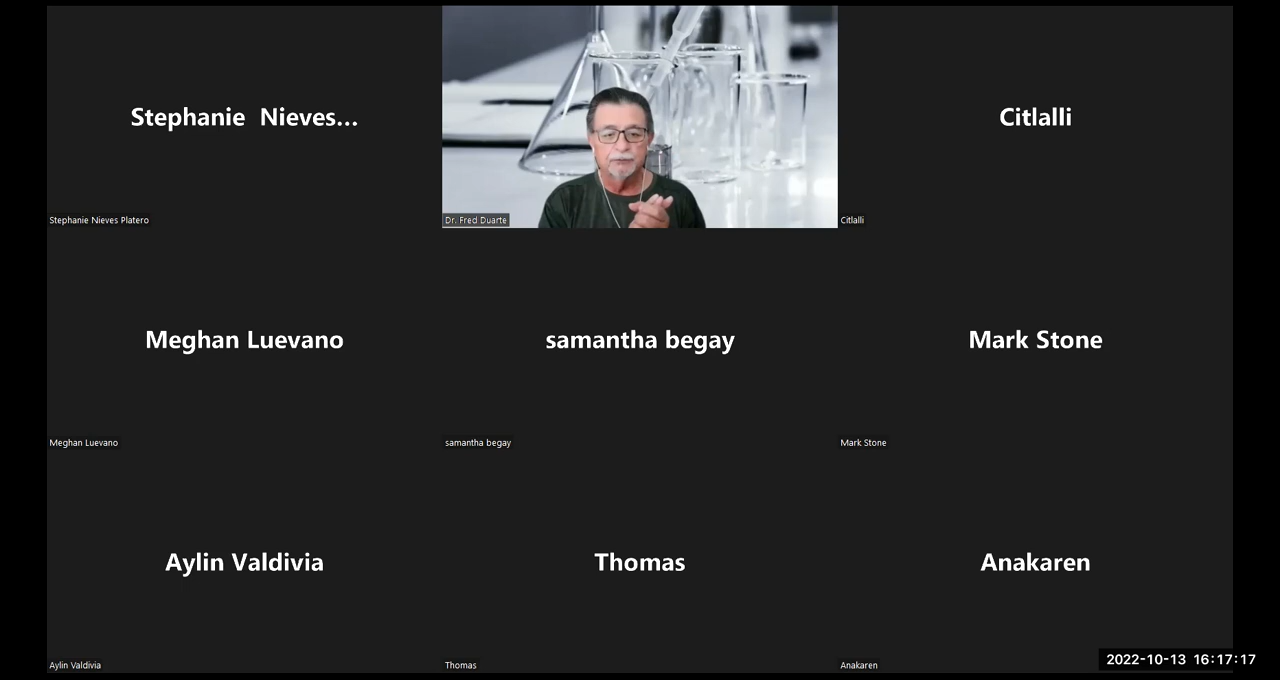 Stephanie  Nieves...
Citlalli
Stephanie Nieves Platero
Dr. Fred Duarte
Citlalli
Meghan Luevano
samantha begay
Mark Stone
Meghan Luevano
samantha begay
Mark Stone
Aylin Valdivia
Thomas
Anakaren
Aylin Valdivia
Thomas
Anakaren
2022-10-13 16:17:17